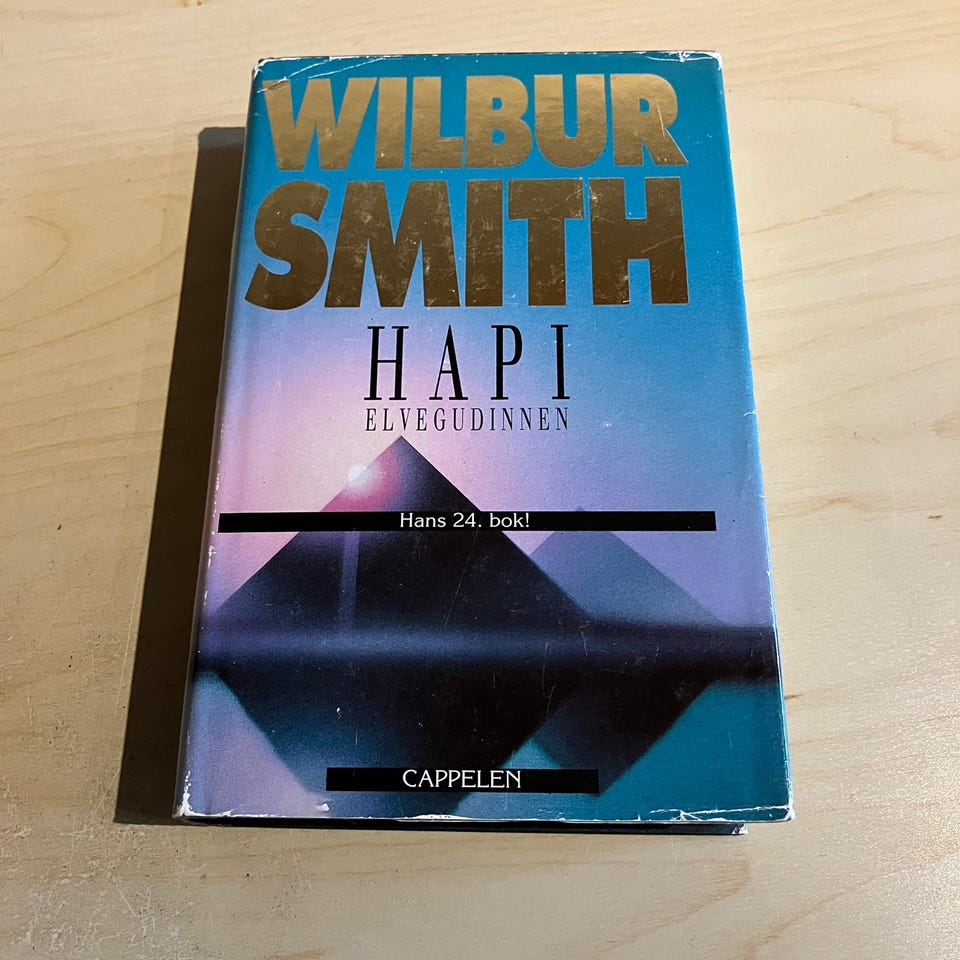 WILBUR
SMITH
HAPI
ELVEGUDINNEN
Hans 24. bok!
CAPPELEN